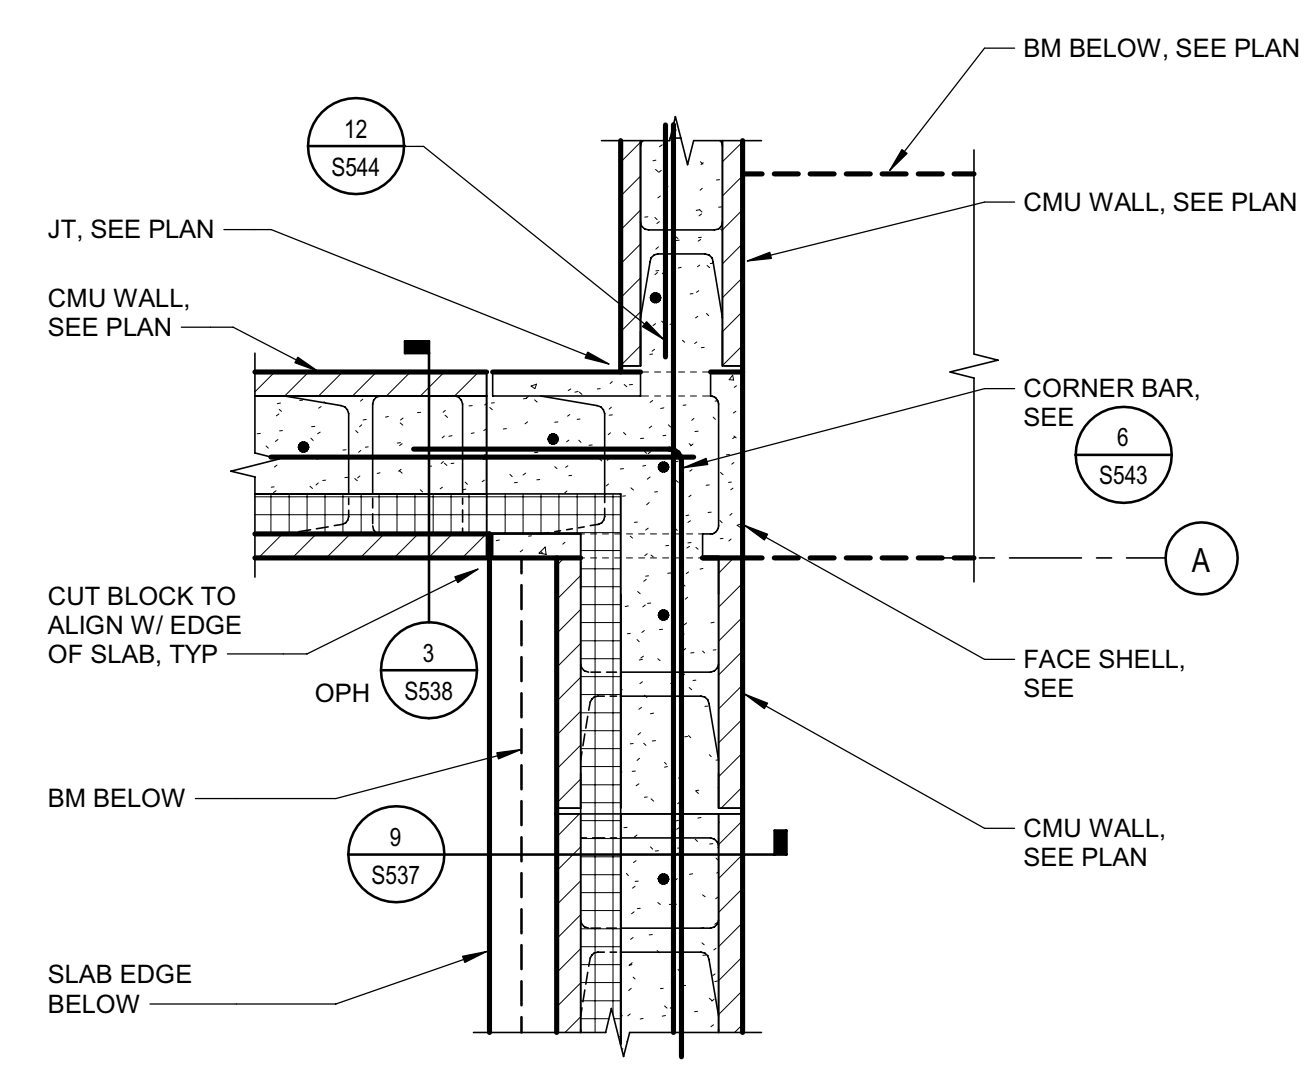 BM BELOW, SEE PLAN
12
S544
CMU WALL, SEE PLAN
JT, SEE PLAN
CMU WALL,
SEE PLAN
CORNER BAR,
SEE
6
S543
A
CUT BLOCK TO
ALIGN W/ EDGE
OF SLAB, TYP
3
S538
OPH
FACE SHELL,
SEE
BM BELOW
9
S537
CMU WALL,
SEE PLAN
SLAB EDGE
BELOW